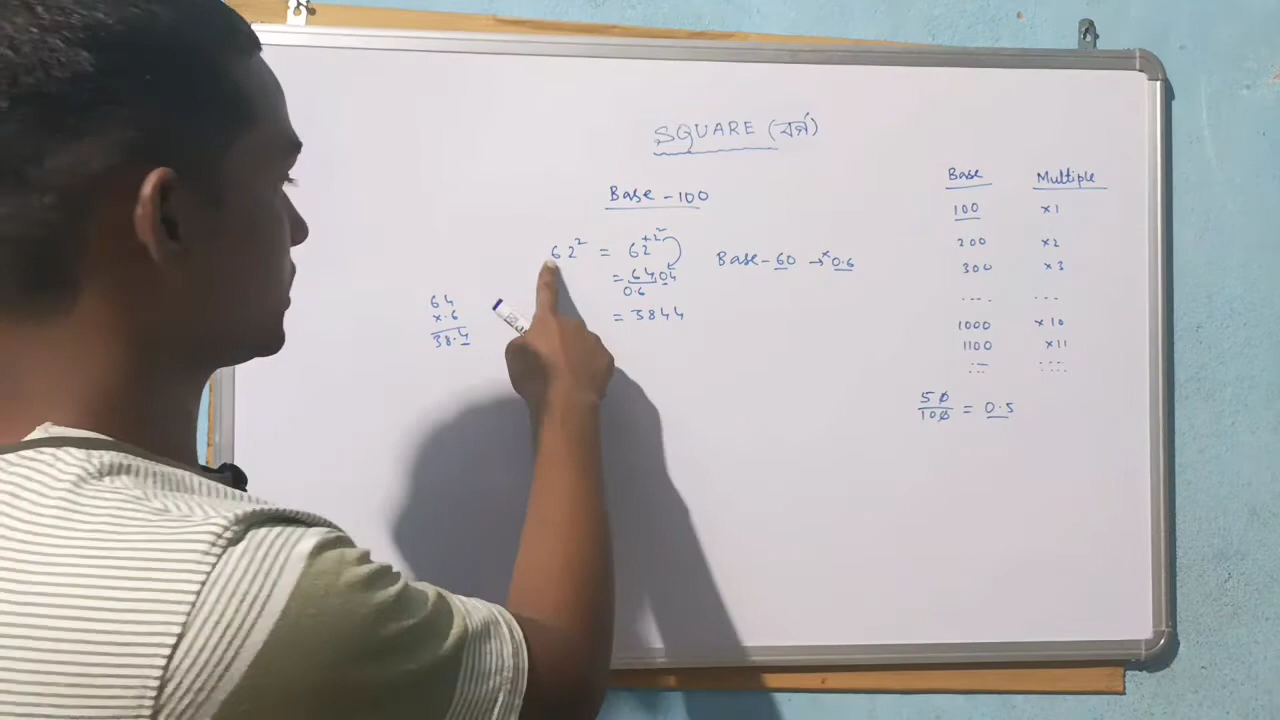 SQUARE (বর্গ)
Base - 100
62² = 62⁺²
= 64,04
0.6
= 3844
Base - 60 → ×0.6
64
×.6
38.4
Base Multiple
100 ×1
200 ×2
300 ×3
.... ...
1000 ×10
1100 ×11
... ....
50/100 = 0.5